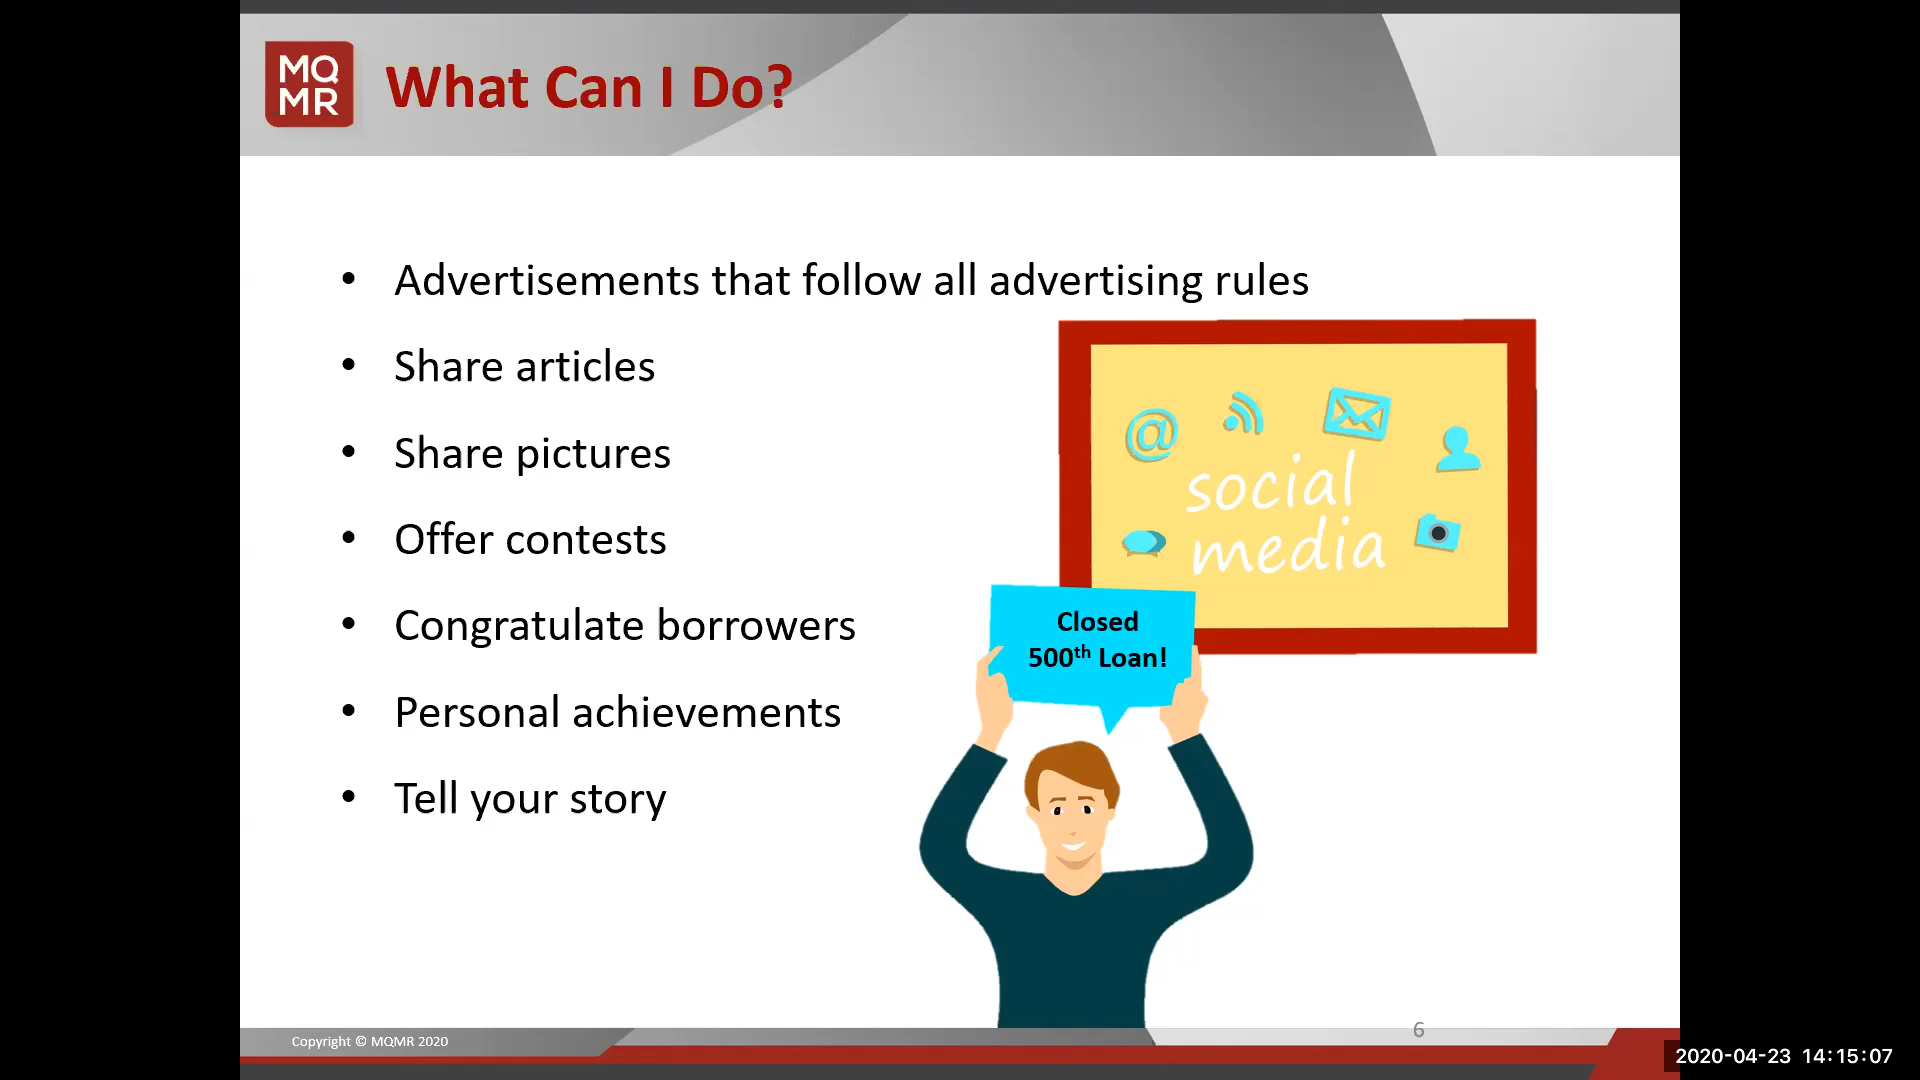 MQ
MR
What Can I Do?
• Advertisements that follow all advertising rules
• Share articles
• Share pictures
• Offer contests
• Congratulate borrowers
• Personal achievements
• Tell your story
@
social
media
Closed
500th Loan!
Copyright © MQMR 2020
6
2020-04-23 14:15:07